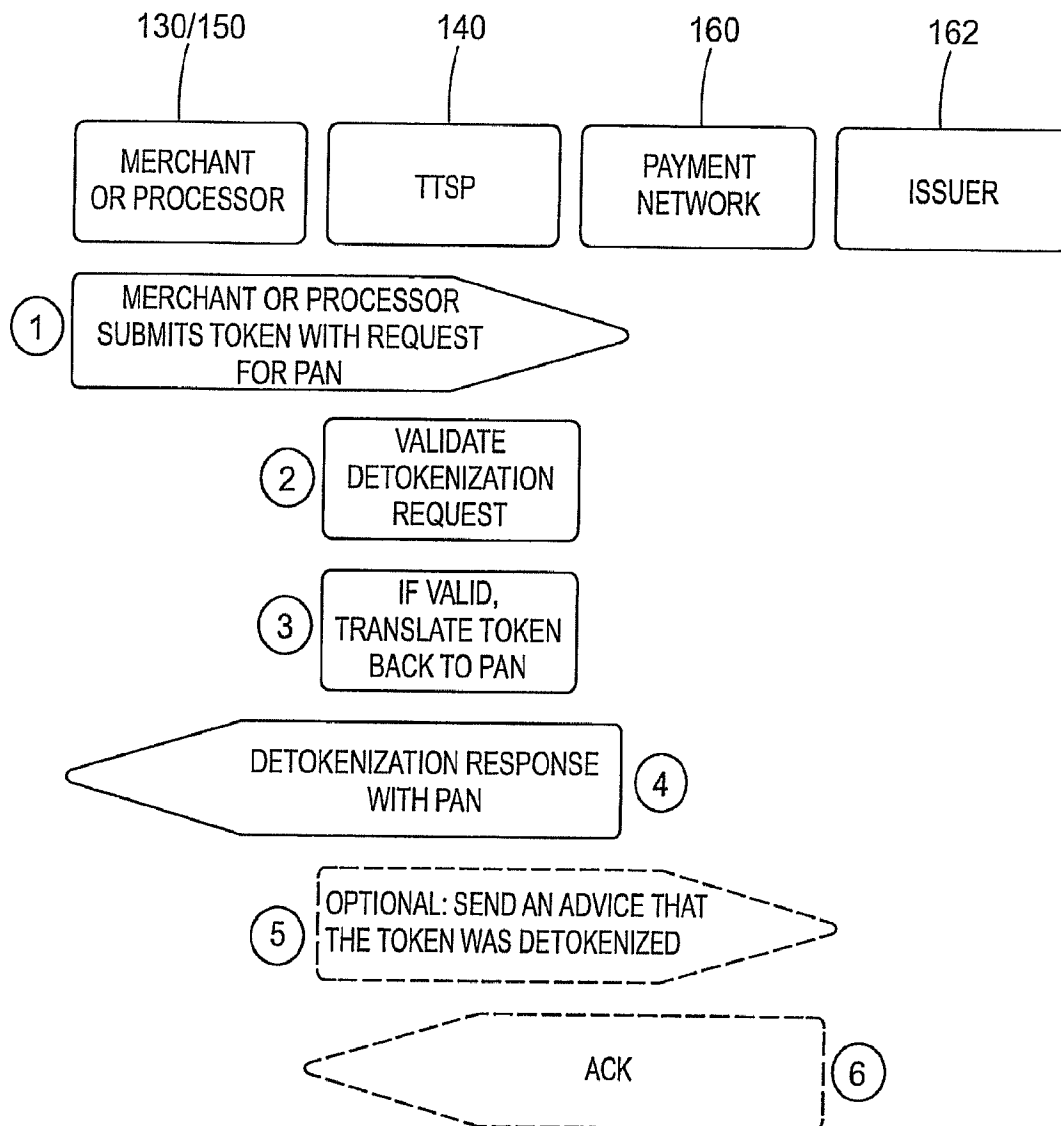 130/150
140
160
162
MERCHANT
OR PROCESSOR
TTSP
PAYMENT
NETWORK
ISSUER
1
MERCHANT OR PROCESSOR
SUBMITS TOKEN WITH REQUEST
FOR PAN
2
VALIDATE
DETOKENIZATION
REQUEST
3
IF VALID,
TRANSLATE TOKEN
BACK TO PAN
DETOKENIZATION RESPONSE
WITH PAN
4
5
OPTIONAL: SEND AN ADVICE THAT
THE TOKEN WAS DETOKENIZED
ACK
6